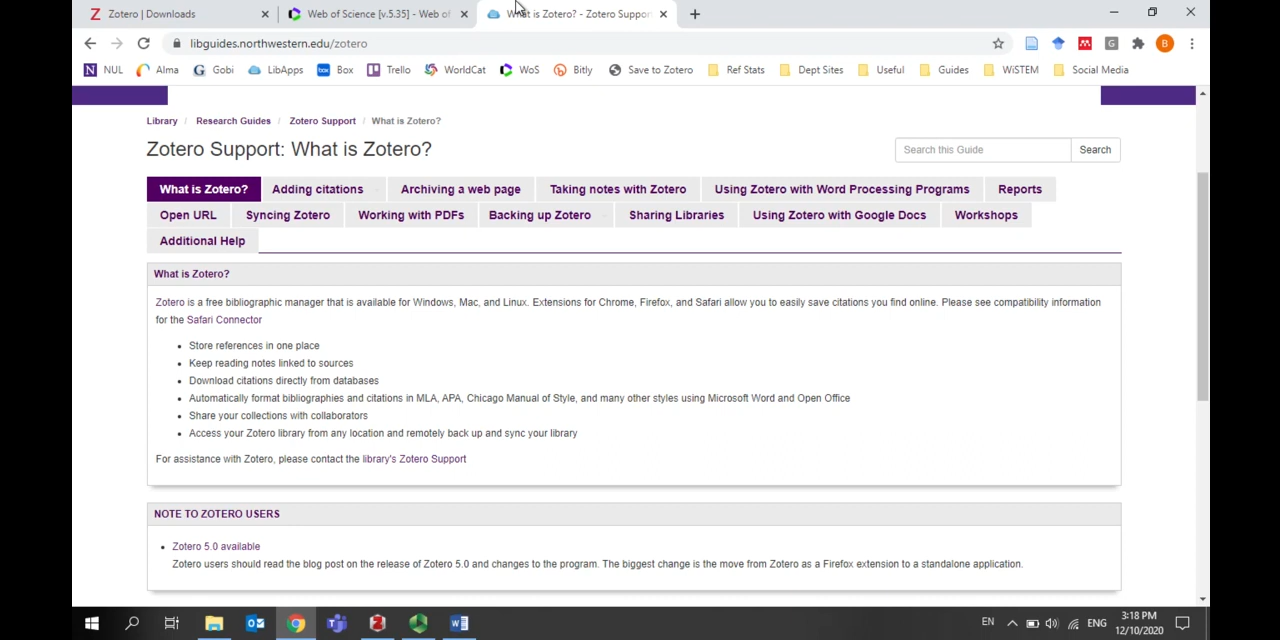 Zotero | Downloads
Web of Science [v.5.35] - Web of
What is Zotero? - Zotero Support
libguides.northwestern.edu/zotero
NUL Alma Gobi LibApps Box Trello WorldCat WoS Bitly Save to Zotero Ref Stats Dept Sites Useful Guides WiSTEM Social Media
Library / Research Guides / Zotero Support / What is Zotero?
Zotero Support: What is Zotero?
Search this Guide Search
What is Zotero? Adding citations Archiving a web page Taking notes with Zotero Using Zotero with Word Processing Programs Reports
Open URL Syncing Zotero Working with PDFs Backing up Zotero Sharing Libraries Using Zotero with Google Docs Workshops
Additional Help
What is Zotero?
Zotero is a free bibliographic manager that is available for Windows, Mac, and Linux. Extensions for Chrome, Firefox, and Safari allow you to easily save citations you find online. Please see compatibility information
for the Safari Connector
• Store references in one place
• Keep reading notes linked to sources
• Download citations directly from databases
• Automatically format bibliographies and citations in MLA, APA, Chicago Manual of Style, and many other styles using Microsoft Word and Open Office
• Share your collections with collaborators
• Access your Zotero library from any location and remotely back up and sync your library
For assistance with Zotero, please contact the library's Zotero Support
NOTE TO ZOTERO USERS
• Zotero 5.0 available
Zotero users should read the blog post on the release of Zotero 5.0 and changes to the program. The biggest change is the move from Zotero as a Firefox extension to a standalone application.
EN ENG
3:18 PM
12/10/2020